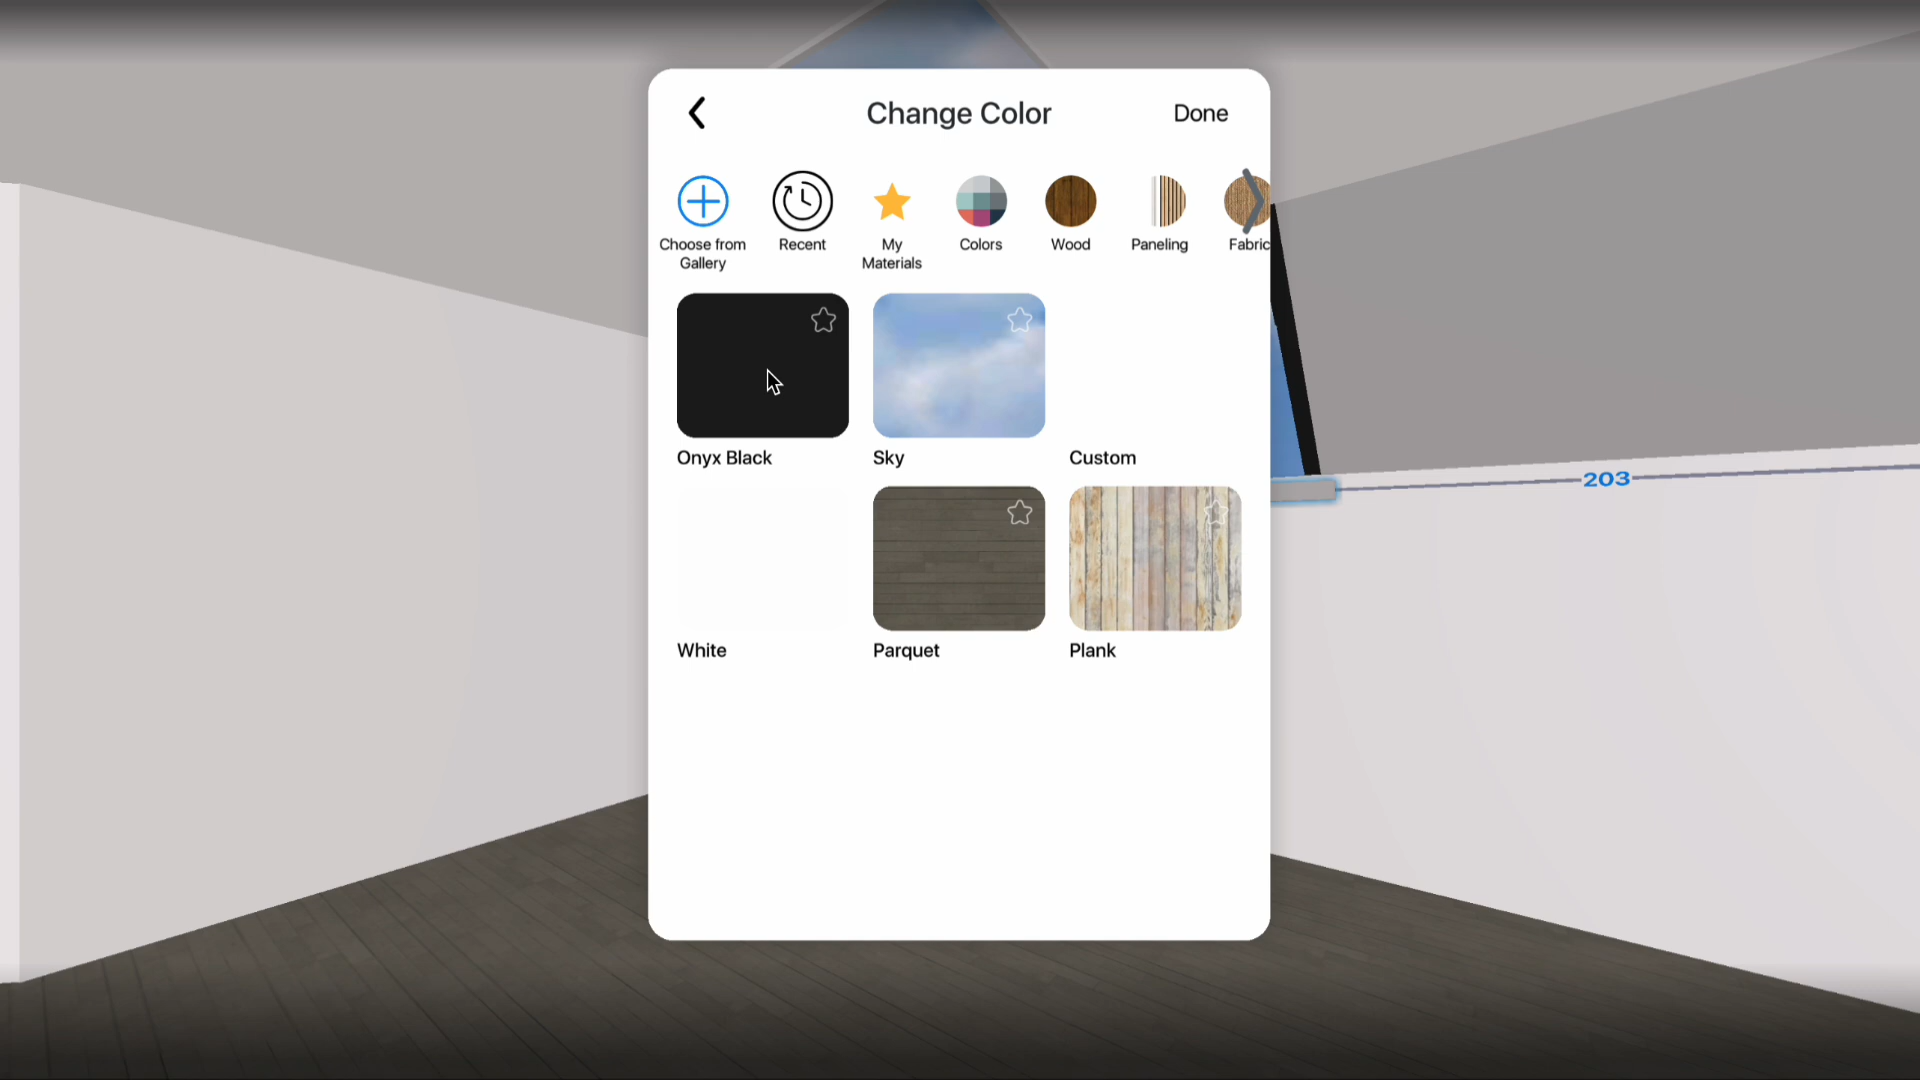 Change Color
Done
Choose from
Gallery
Recent
My
Materials
Colors
Wood
Paneling
Fabric
Onyx Black
Sky
Custom
203
White
Parquet
Plank